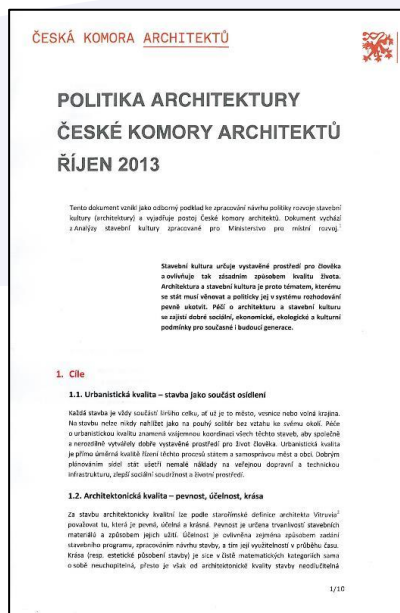 ČESKÁ KOMORA ARCHITEKTŮ
POLITIKA ARCHITEKTURY
ČESKÉ KOMORY ARCHITEKTŮ
ŘÍJEN 2013
Tento dokument vznikl jako odborný podklad ke zpracování návrhu politiky rozvoje stavební
kultury (architektury) a vyjadřuje postoj České komory architektů. Dokument vychází
z Analýzy stavební kultury zpracované pro Ministerstvo pro místní rozvoj.1
Stavební kultura určuje vystavěné prostředí pro člověka
a ovlivňuje tak zásadním způsobem kvalitu života.
Architektura a stavební kultura je proto tématem, kterému
se stát musí věnovat a politicky jej v systému rozhodování
pevně ukotvit. Péčí o architekturu a stavební kulturu
se zajistí dobré sociální, ekonomické, ekologické a kulturní
podmínky pro současné i budoucí generace.
1. Cíle
1.1. Urbanistická kvalita – stavba jako součást osídlení
Každá stavba je vždy součástí širšího celku, ať už je to město, vesnice nebo volná krajina.
Na stavbu nelze nikdy nahlížet jako na pouhý solitér bez vztahu ke svému okolí. Péče
o urbanistickou kvalitu znamená vzájemnou koordinaci všech těchto staveb, aby společně
a nerozdílně vytvářely dobře vystavěné prostředí pro život člověka. Urbanistická kvalita
je přímo úměrná kvalitě řízení těchto procesů státem a samosprávou měst a obcí. Dobrým
plánováním sídel stát ušetří nemalé náklady na veřejnou dopravní a technickou
infrastrukturu, zlepší sociální soudržnost a životní prostředí.
1.2. Architektonická kvalita – pevnost, účelnost, krása
Za stavbu architektonicky kvalitní lze podle starořímské definice architekta Vitruvia2
považovat tu, která je pevná, účelná a krásná. Pevnost je určena trvanlivostí stavebních
materiálů a způsobem jejich užití. Účelnost je ovlivněna zejména způsobem zadání
stavebního programu, zpracováním návrhu stavby, a tím její využitelností v průběhu času.
Krása (resp. estetické působení stavby) je sice v čistě matematických kategoriích sama
o sobě neuchopitelná, přesto je však od architektonické kvality stavby neodlučitelná
1/10